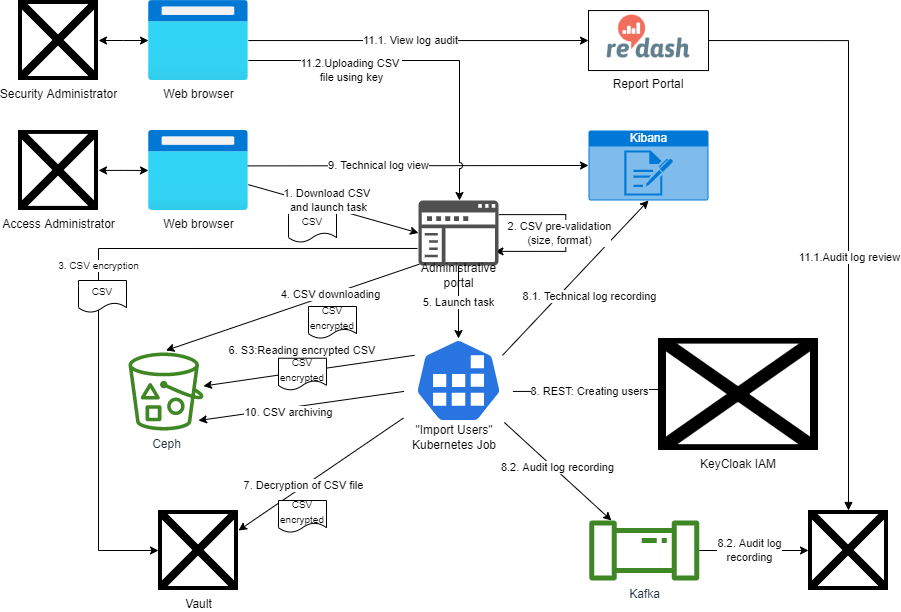 11.1. View log audit
11.2.Uploading CSV
file using key
re dash
Report Portal
Security Administrator
Web browser
Kibana
9. Technical log view
1. Download CSV
and launch task
CSV
Access Administrator
Web browser
2. CSV pre-validation
(size, format)
3. CSV encryption
CSV
Administrative
portal
11.1.Audit log review
4. CSV downloading
CSV
encrypted
5. Launch task
8.1. Technical log recording
6. S3:Reading encrypted CSV
CSV
encrypted
8. REST: Creating users
10. CSV archiving
Ceph
"Import Users"
Kubernetes Job
KeyCloak IAM
8.2. Audit log recording
7. Decryption of CSV file
CSV
encrypted
8.2. Audit log
recording
Kafka
Vault